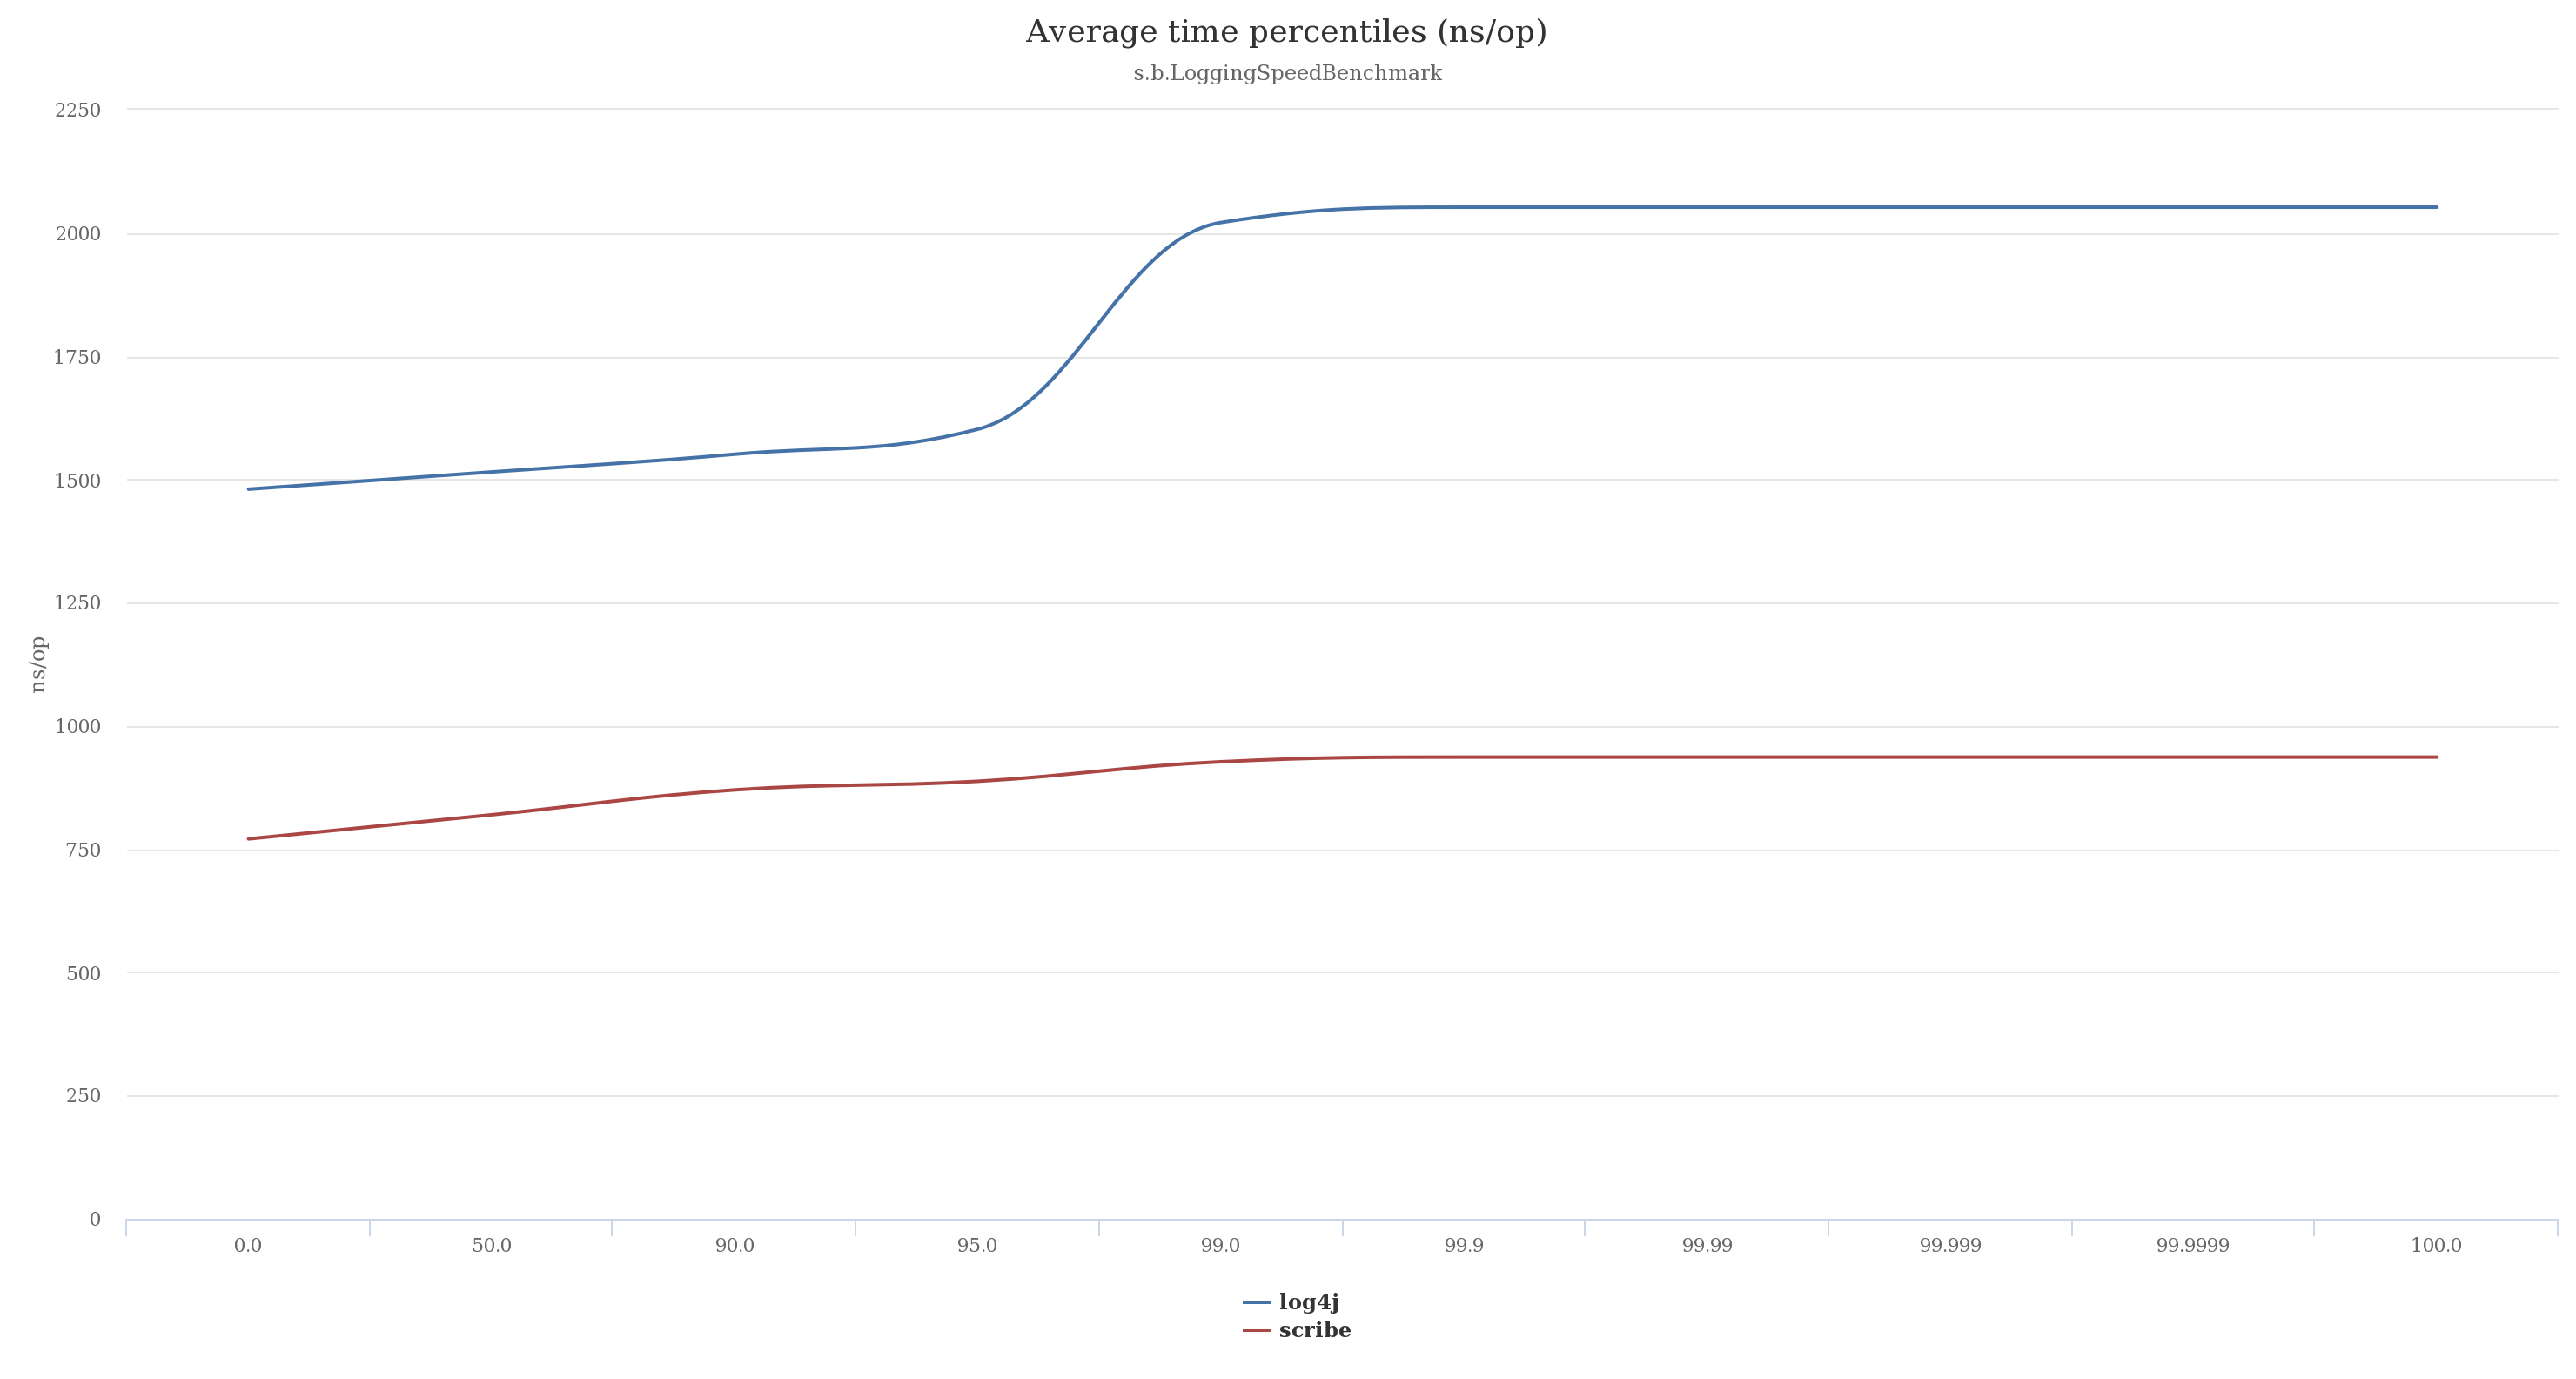 Average time percentiles (ns/op)
s.b.LoggingSpeedBenchmark
2250
2000
1750
1500
1250
1000
750
500
250
0
ns/op
0.0 50.0 90.0 95.0 99.0 99.9 99.99 99.999 99.9999 100.0
log4j
scribe